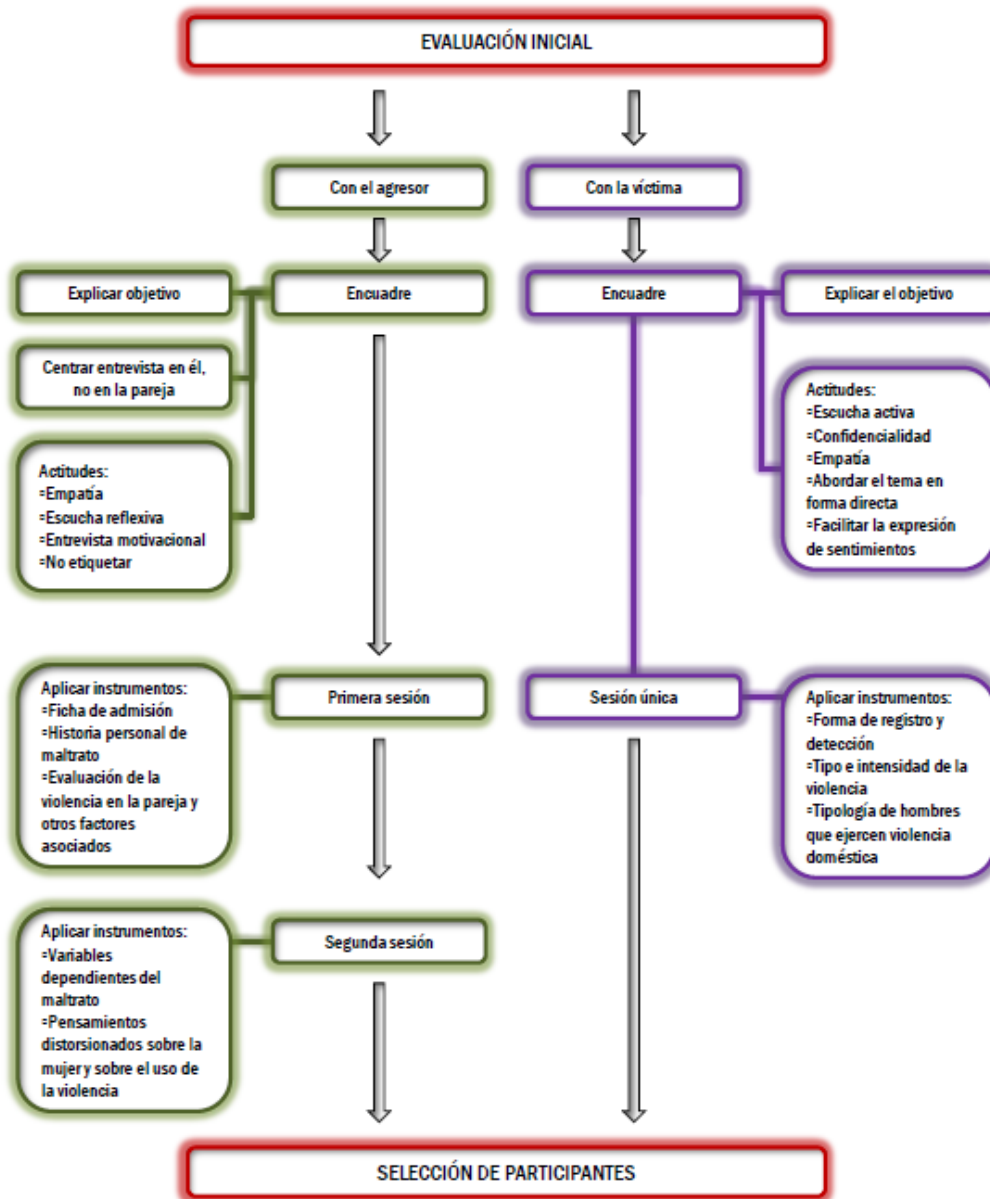 EVALUACIÓN INICIAL
Con el agresor
Con la víctima
Explicar objetivo
Encuadre
Encuadre
Explicar el objetivo
Centrar entrevista en él,
no en la pareja
Actitudes:
=Empatía
=Escucha reflexiva
=Entrevista motivacional
=No etiquetar
Actitudes:
=Escucha activa
=Confidencialidad
=Empatía
=Abordar el tema en
forma directa
=Facilitar la expresión
de sentimientos
Aplicar instrumentos:
=Ficha de admisión
=Historia personal de
maltrato
=Evaluación de la
violencia en la pareja y
otros factores
asociados
Primera sesión
Sesión única
Aplicar instrumentos:
=Forma de registro y
detección
=Tipo e intensidad de la
violencia
=Tipología de hombres
que ejercen violencia
doméstica
Aplicar instrumentos:
=Variables
dependientes del
maltrato
=Pensamientos
distorsionados sobre la
mujer y sobre el uso de
la violencia
Segunda sesión
SELECCIÓN DE PARTICIPANTES